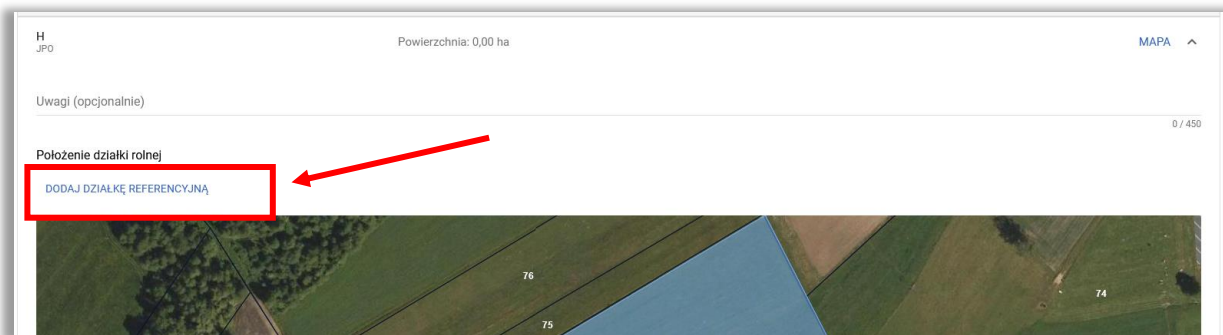 H
JPO
Powierzchnia: 0,00 ha
MAPA
Uwagi (opcjonalnie)
0 / 450
Położenie działki rolnej
DODAJ DZIAŁKĘ REFERENCYJNĄ
76
75
74